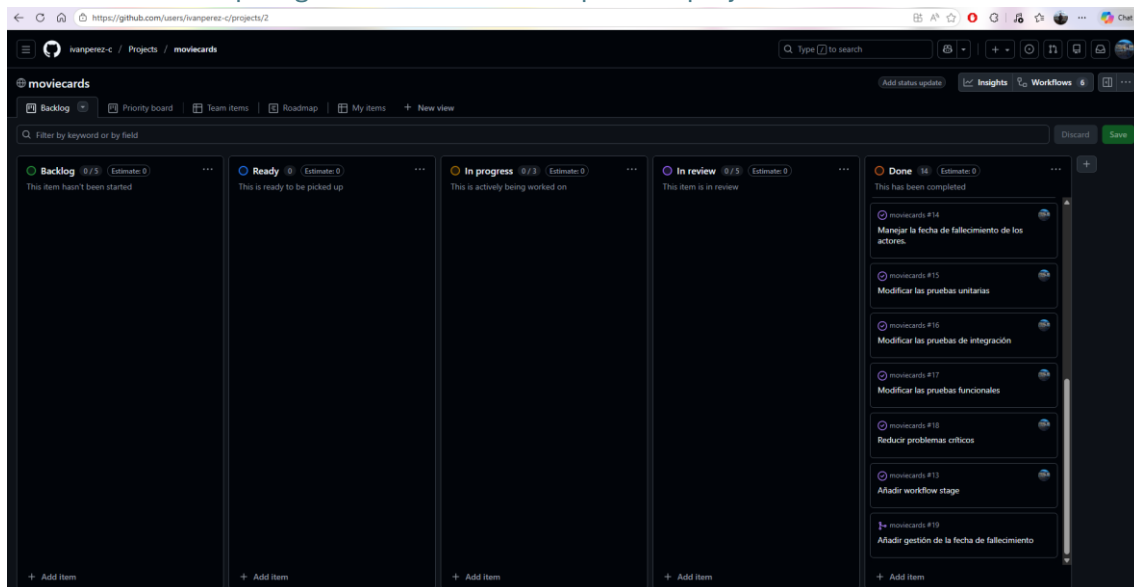 https://github.com/users/ivanperez-c/projects/2
Chat
ivanperez-c / Projects / moviecards
Type / to search
moviecards
Add status update
Insights
Workflows 6
Backlog
Priority board
Team items
Roadmap
My items
+ New view
Filter by keyword or by field
Discard
Save
Backlog 0/5 Estimate: 0
This item hasn't been started
Ready 0 Estimate: 0
This is ready to be picked up
In progress 0/3 Estimate: 0
This is actively being worked on
In review 0/5 Estimate: 0
This item is in review
Done 14 Estimate: 0
This has been completed
moviecards #14
Manejar la fecha de fallecimiento de los
actores.
moviecards #15
Modificar las pruebas unitarias
moviecards #16
Modificar las pruebas de integración
moviecards #17
Modificar las pruebas funcionales
moviecards #18
Reducir problemas críticos
moviecards #13
Añadir workflow stage
moviecards #19
Añadir gestión de la fecha de fallecimiento
+ Add item
+ Add item
+ Add item
+ Add item
+ Add item